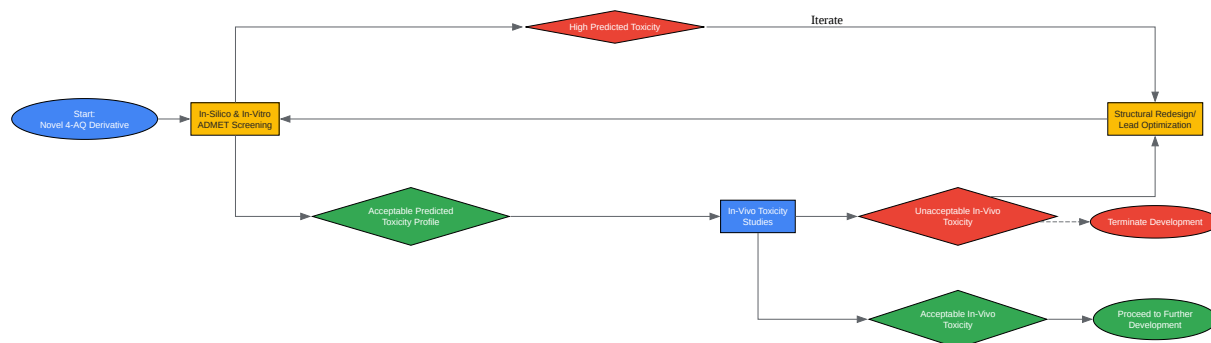 Iterate
High Predicted Toxicity
Start:
Novel 4-AQ Derivative
In-Silico & In-Vitro
ADMET Screening
Structural Redesign/
Lead Optimization
Acceptable Predicted
Toxicity Profile
In-Vivo Toxicity
Studies
Unacceptable In-Vivo
Toxicity
Terminate Development
Acceptable In-Vivo
Toxicity
Proceed to Further
Development